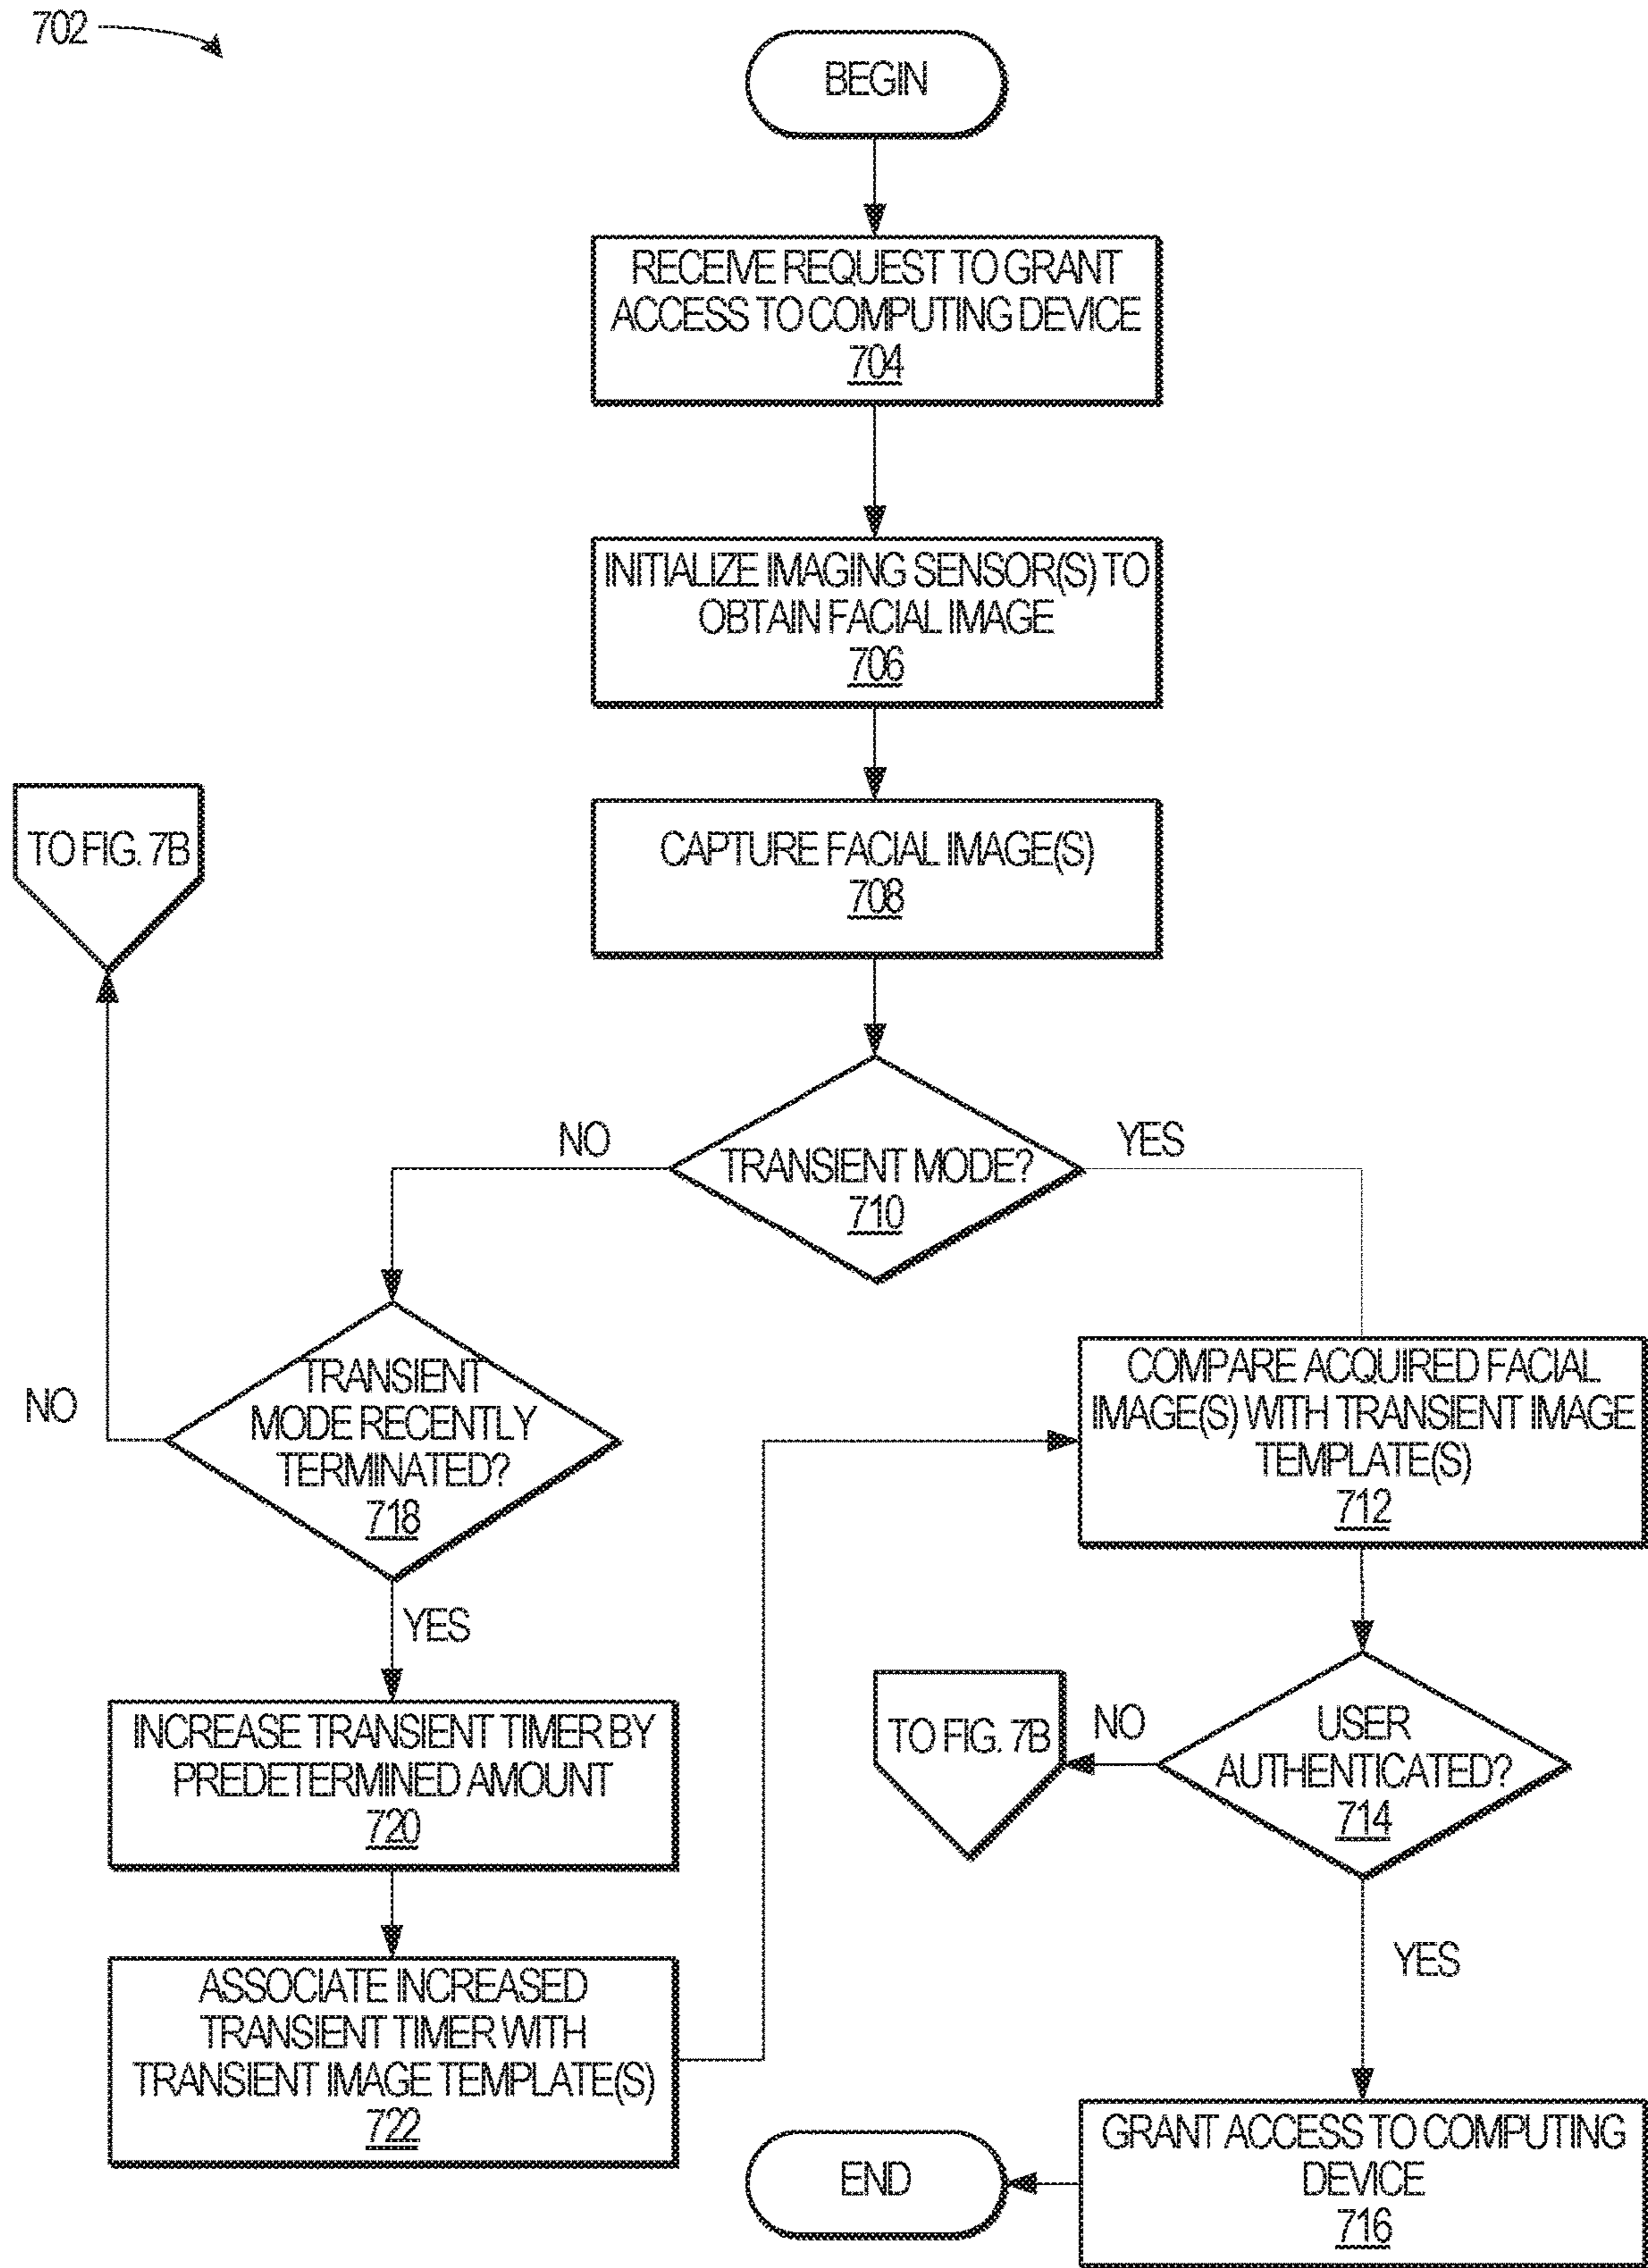 702
BEGIN
RECEIVE REQUEST TO GRANT
ACCESS TO COMPUTING DEVICE
704
INITIALIZE IMAGING SENSOR(S) TO
OBTAIN FACIAL IMAGE
706
TO FIG. 7B
CAPTURE FACIAL IMAGE(S)
708
NO
TRANSIENT MODE?
710
YES
NO
TRANSIENT
MODE RECENTLY
TERMINATED?
718
YES
COMPARE ACQUIRED FACIAL
IMAGE(S) WITH TRANSIENT IMAGE
TEMPLATE(S)
712
INCREASE TRANSIENT TIMER BY
PREDETERMINED AMOUNT
720
TO FIG. 7B
NO
USER
AUTHENTICATED?
714
YES
ASSOCIATE INCREASED
TRANSIENT TIMER WITH
TRANSIENT IMAGE TEMPLATE(S)
722
GRANT ACCESS TO COMPUTING
DEVICE
716
END